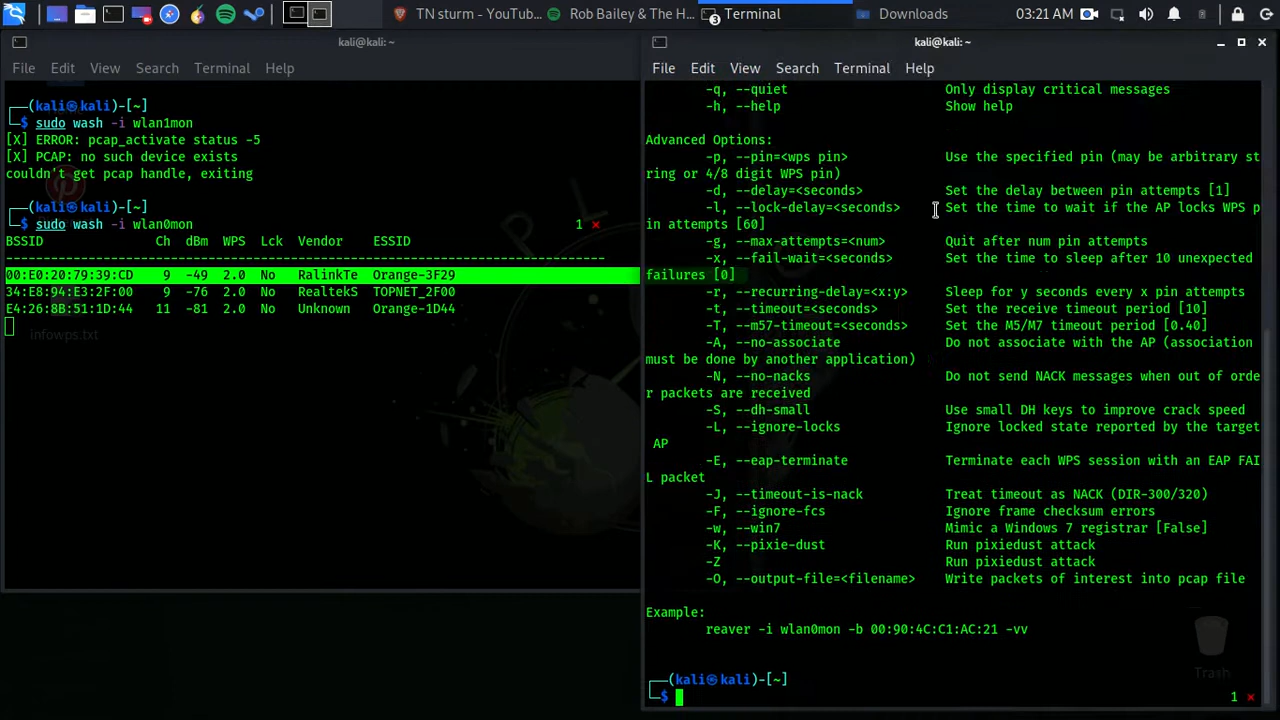 TN sturm - YouTub...
Rob Bailey & The H...
3
Terminal
Downloads
03:21 AM
kali@kali: ~
File Edit View Search Terminal Help
(kali㉿kali)-[~]
$ sudo wash -i wlan1mon
[X] ERROR: pcap_activate status -5
[X] PCAP: no such device exists
couldn't get pcap handle, exiting
(kali㉿kali)-[~]
$ sudo wash -i wlan0mon
1 ×
BSSID Ch dBm WPS Lck Vendor ESSID
--------------------------------------------------------------------------------
00:E0:20:79:39:CD 9 -49 2.0 No RalinkTe Orange-3F29
34:E8:94:E3:2F:00 9 -76 2.0 No RealtekS TOPNET_2F00
E4:26:8B:51:1D:44 11 -81 2.0 No Unknown Orange-1D44
infowps.txt
kali@kali: ~
File Edit View Search Terminal Help
-q, --quiet Only display critical messages
-h, --help Show help
Advanced Options:
-p, --pin=<wps pin> Use the specified pin (may be arbitrary st
ring or 4/8 digit WPS pin)
-d, --delay=<seconds> Set the delay between pin attempts [1]
-l, --lock-delay=<seconds> Set the time to wait if the AP locks WPS p
in attempts [60]
-g, --max-attempts=<num> Quit after num pin attempts
-x, --fail-wait=<seconds> Set the time to sleep after 10 unexpected
failures [0]
-r, --recurring-delay=<x:y> Sleep for y seconds every x pin attempts
-t, --timeout=<seconds> Set the receive timeout period [10]
-T, --m57-timeout=<seconds> Set the M5/M7 timeout period [0.40]
-A, --no-associate Do not associate with the AP (association
must be done by another application)
-N, --no-nacks Do not send NACK messages when out of orde
r packets are received
-S, --dh-small Use small DH keys to improve crack speed
-L, --ignore-locks Ignore locked state reported by the target
AP
-E, --eap-terminate Terminate each WPS session with an EAP FAI
L packet
-J, --timeout-is-nack Treat timeout as NACK (DIR-300/320)
-F, --ignore-fcs Ignore frame checksum errors
-w, --win7 Mimic a Windows 7 registrar [False]
-K, --pixie-dust Run pixiedust attack
-Z Run pixiedust attack
-O, --output-file=<filename> Write packets of interest into pcap file
Example:
reaver -i wlan0mon -b 00:90:4C:C1:AC:21 -vv
Trash
(kali㉿kali)-[~]
$
1 ×